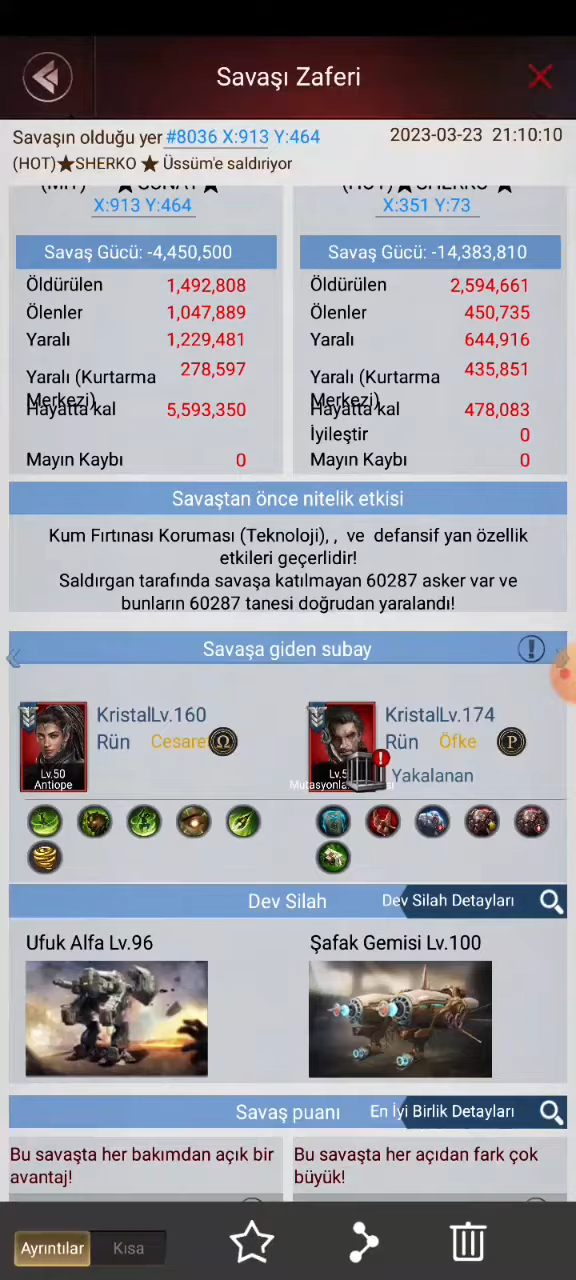 Savaşı Zaferi
Savaşın olduğu yer #8036 X:913 Y:464
2023-03-23 21:10:10
(HOT)★SHERKO ★ Üssüm'e saldırıyor
X:913 Y:464
X:351 Y:73
Savaş Gücü: -4,450,500
Öldürülen 1,492,808
Ölenler 1,047,889
Yaralı 1,229,481
Yaralı (Kurtarma Merkezi) 278,597
Hayatta kal 5,593,350
Mayın Kaybı 0
Savaş Gücü: -14,383,810
Öldürülen 2,594,661
Ölenler 450,735
Yaralı 644,916
Yaralı (Kurtarma Merkezi) 435,851
Hayatta kal 478,083
İyileştir 0
Mayın Kaybı 0
Savaştan önce nitelik etkisi
Kum Fırtınası Koruması (Teknoloji), , ve defansif yan özellik
etkileri geçerlidir!
Saldırgan tarafında savaşa katılmayan 60287 asker var ve
bunların 60287 tanesi doğrudan yaralandı!
Savaşa giden subay
KristalLv.160
Rün Cesare
Lv.50
Antiope
KristalLv.174
Rün Öfke
Yakalanan
Dev Silah
Dev Silah Detayları
Ufuk Alfa Lv.96
Şafak Gemisi Lv.100
Savaş puanı
En İyi Birlik Detayları
Bu savaşta her bakımdan açık bir
avantaj!
Bu savaşta her açıdan fark çok
büyük!
Ayrıntılar
Kısa